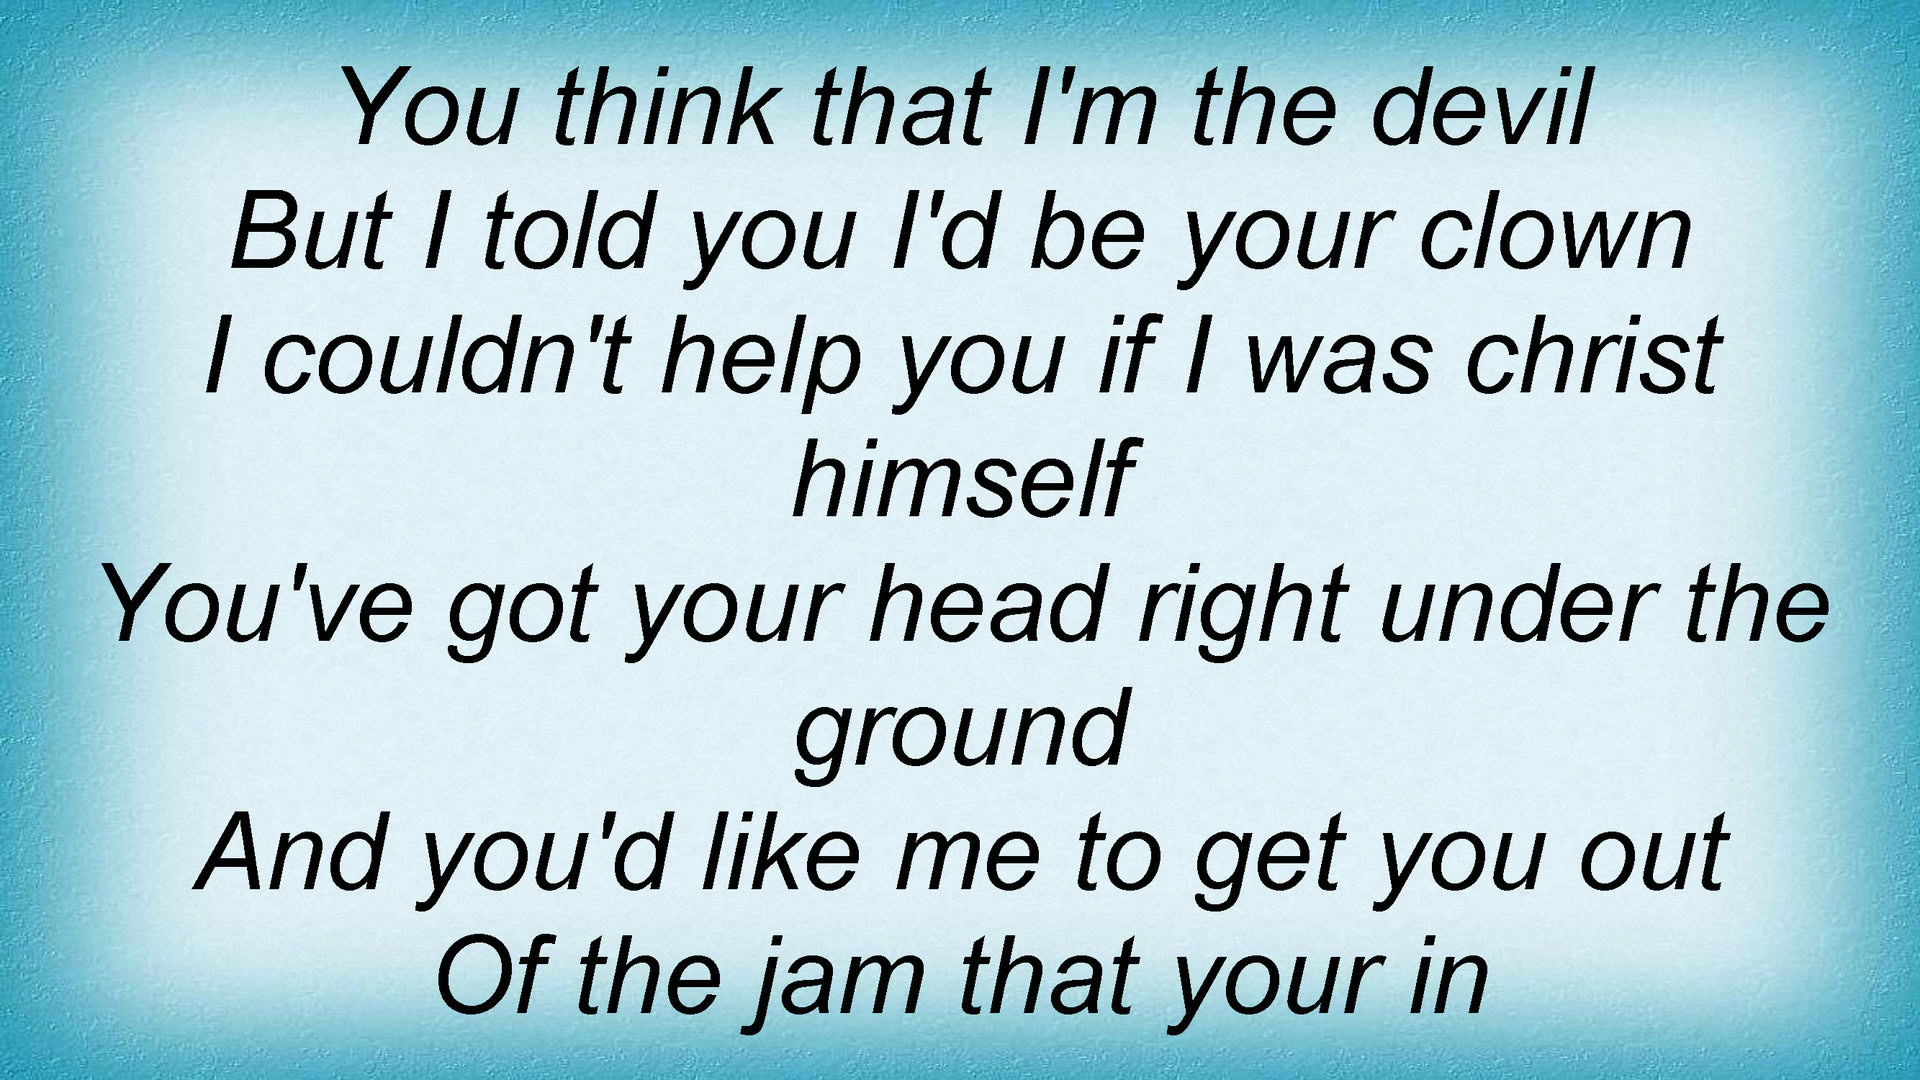 You think that I'm the devil
But I told you I'd be your clown
I couldn't help you if I was christ
himself
You've got your head right under the
ground
And you'd like me to get you out
Of the jam that your in